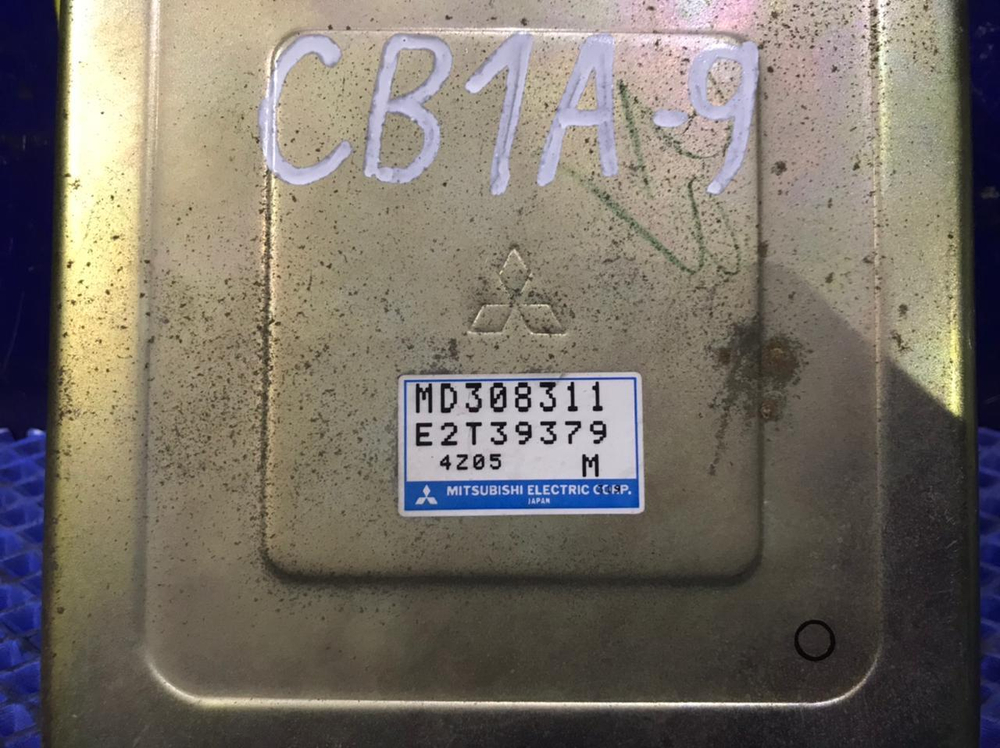 CB1A-9
MD308311
E2T39379
4Z05 M
MITSUBISHI ELECTRIC CORP.
JAPAN